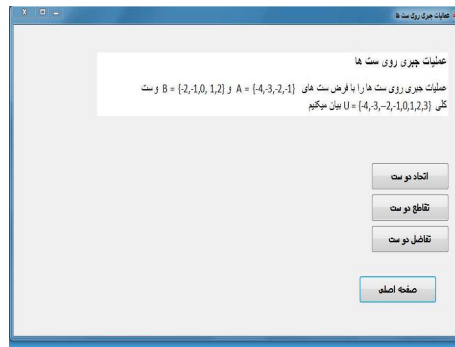 عملیات جبری روی ست ها
عملیات جبری روی ست ها
عملیات جبری روی ست ها را با فرض ست های A = {-4,-3,-2,-1} و B = {-2,-1,0, 1,2} و ست
کلی U = {-4,-3,–2,-1,0,1,2,3} بیان میکنیم
اتحاد دو ست
تقاطع دو ست
تفاضل دو ست
صفحه اصلی